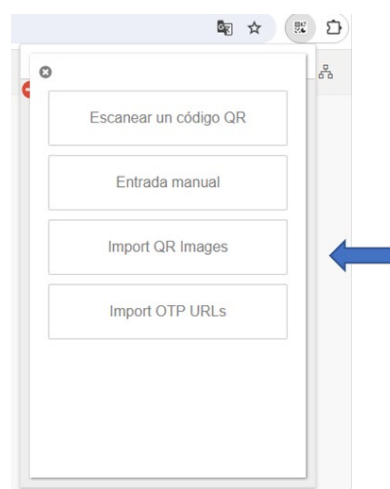 Escanear un código QR
Entrada manual
Import QR Images
Import OTP URLs